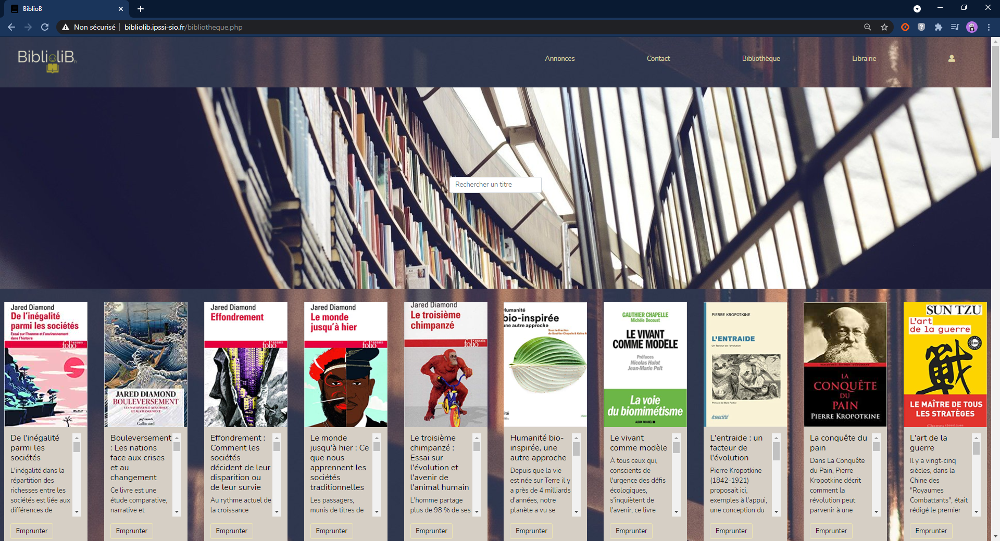 BiblioB
Non sécurisé
bibliolib.ipssi-sio.fr/bibliotheque.php
BiblioliB.fr
Annonces
Contact
Bibliothèque
Librairie
Rechercher un titre
Jared Diamond
De l'inégalité
parmi les sociétés
Essai sur l'homme et l'environnement
dans l'histoire
essais
folio
JARED DIAMOND
BOULEVERSEMENT
LES NATIONS FACE AUX CRISES
ET AU CHANGEMENT
nrf essais
Gallimard
Jared Diamond
Effondrement
essais
folio
Jared Diamond
Le monde
jusqu'à hier
essais
folio
Jared Diamond
Le troisième
chimpanzé
essais
folio
Humanité
bio-inspirée
une autre approche
Sous la direction
de Gauthier Chapelle & Kalina R
GAUTHIER CHAPELLE
Michèle Decoust
LE VIVANT
COMME MODÈLE
Préfaces
Nicolas Hulot
Jean-Marie Pelt
La voie
du biomimétisme
ALBIN MICHEL
PIERRE KROPOTKINE
L'ENTRAIDE
Un facteur de l'évolution
Préface de Mark Fortier
écosociété
LA
CONQUÊTE
DU
PAIN
PIERRE KROPOTKINE
SUN TZU
L'art
de la guerre
戰
LE MAÎTRE DE TOUS
LES STRATÈGES
Champs classiques
De l'inégalité
parmi les
sociétés
L'inégalité dans la
répartition des
richesses entre les
sociétés est liée aux
différences de
Emprunter
Bouleversement
: Les nations
face aux crises
et au
changement
Ce livre est une
étude comparative,
narrative et
Emprunter
Effondrement :
Comment les
sociétés
décident de leur
disparition ou
de leur survie
Au rythme actuel de
la croissance
Emprunter
Le monde
jusqu'à hier : Ce
que nous
apprennent les
sociétés
traditionnelles
Les passagers,
munis de titres de
Emprunter
Le troisième
chimpanzé :
Essai sur
l'évolution et
l'avenir de
l'animal humain
L'homme partage
plus de 98 % de ses
Emprunter
Humanité bio-
inspirée, une
autre approche
Depuis que la vie
est née sur Terre il y
a près de 4 milliards
d'années, notre
planète a vu se
Emprunter
Le vivant
comme modèle
À tous ceux qui,
conscients de
l'urgence des défis
écologiques,
s'inquiètent de
l'avenir, ce livre
Emprunter
L'entraide : un
facteur de
l'évolution
Pierre Kropotkine
(1842-1921)
proposait ici,
exemples à l'appui,
une conception du
Emprunter
La conquête du
pain
Dans La Conquête
du Pain, Pierre
Kropotkine décrit
comment la
révolution peut
parvenir à une
Emprunter
L'art de la
guerre
Il y a vingt-cinq
siècles, dans la
Chine des
"Royaumes
Combattants", était
rédigé le premier
Emprunter